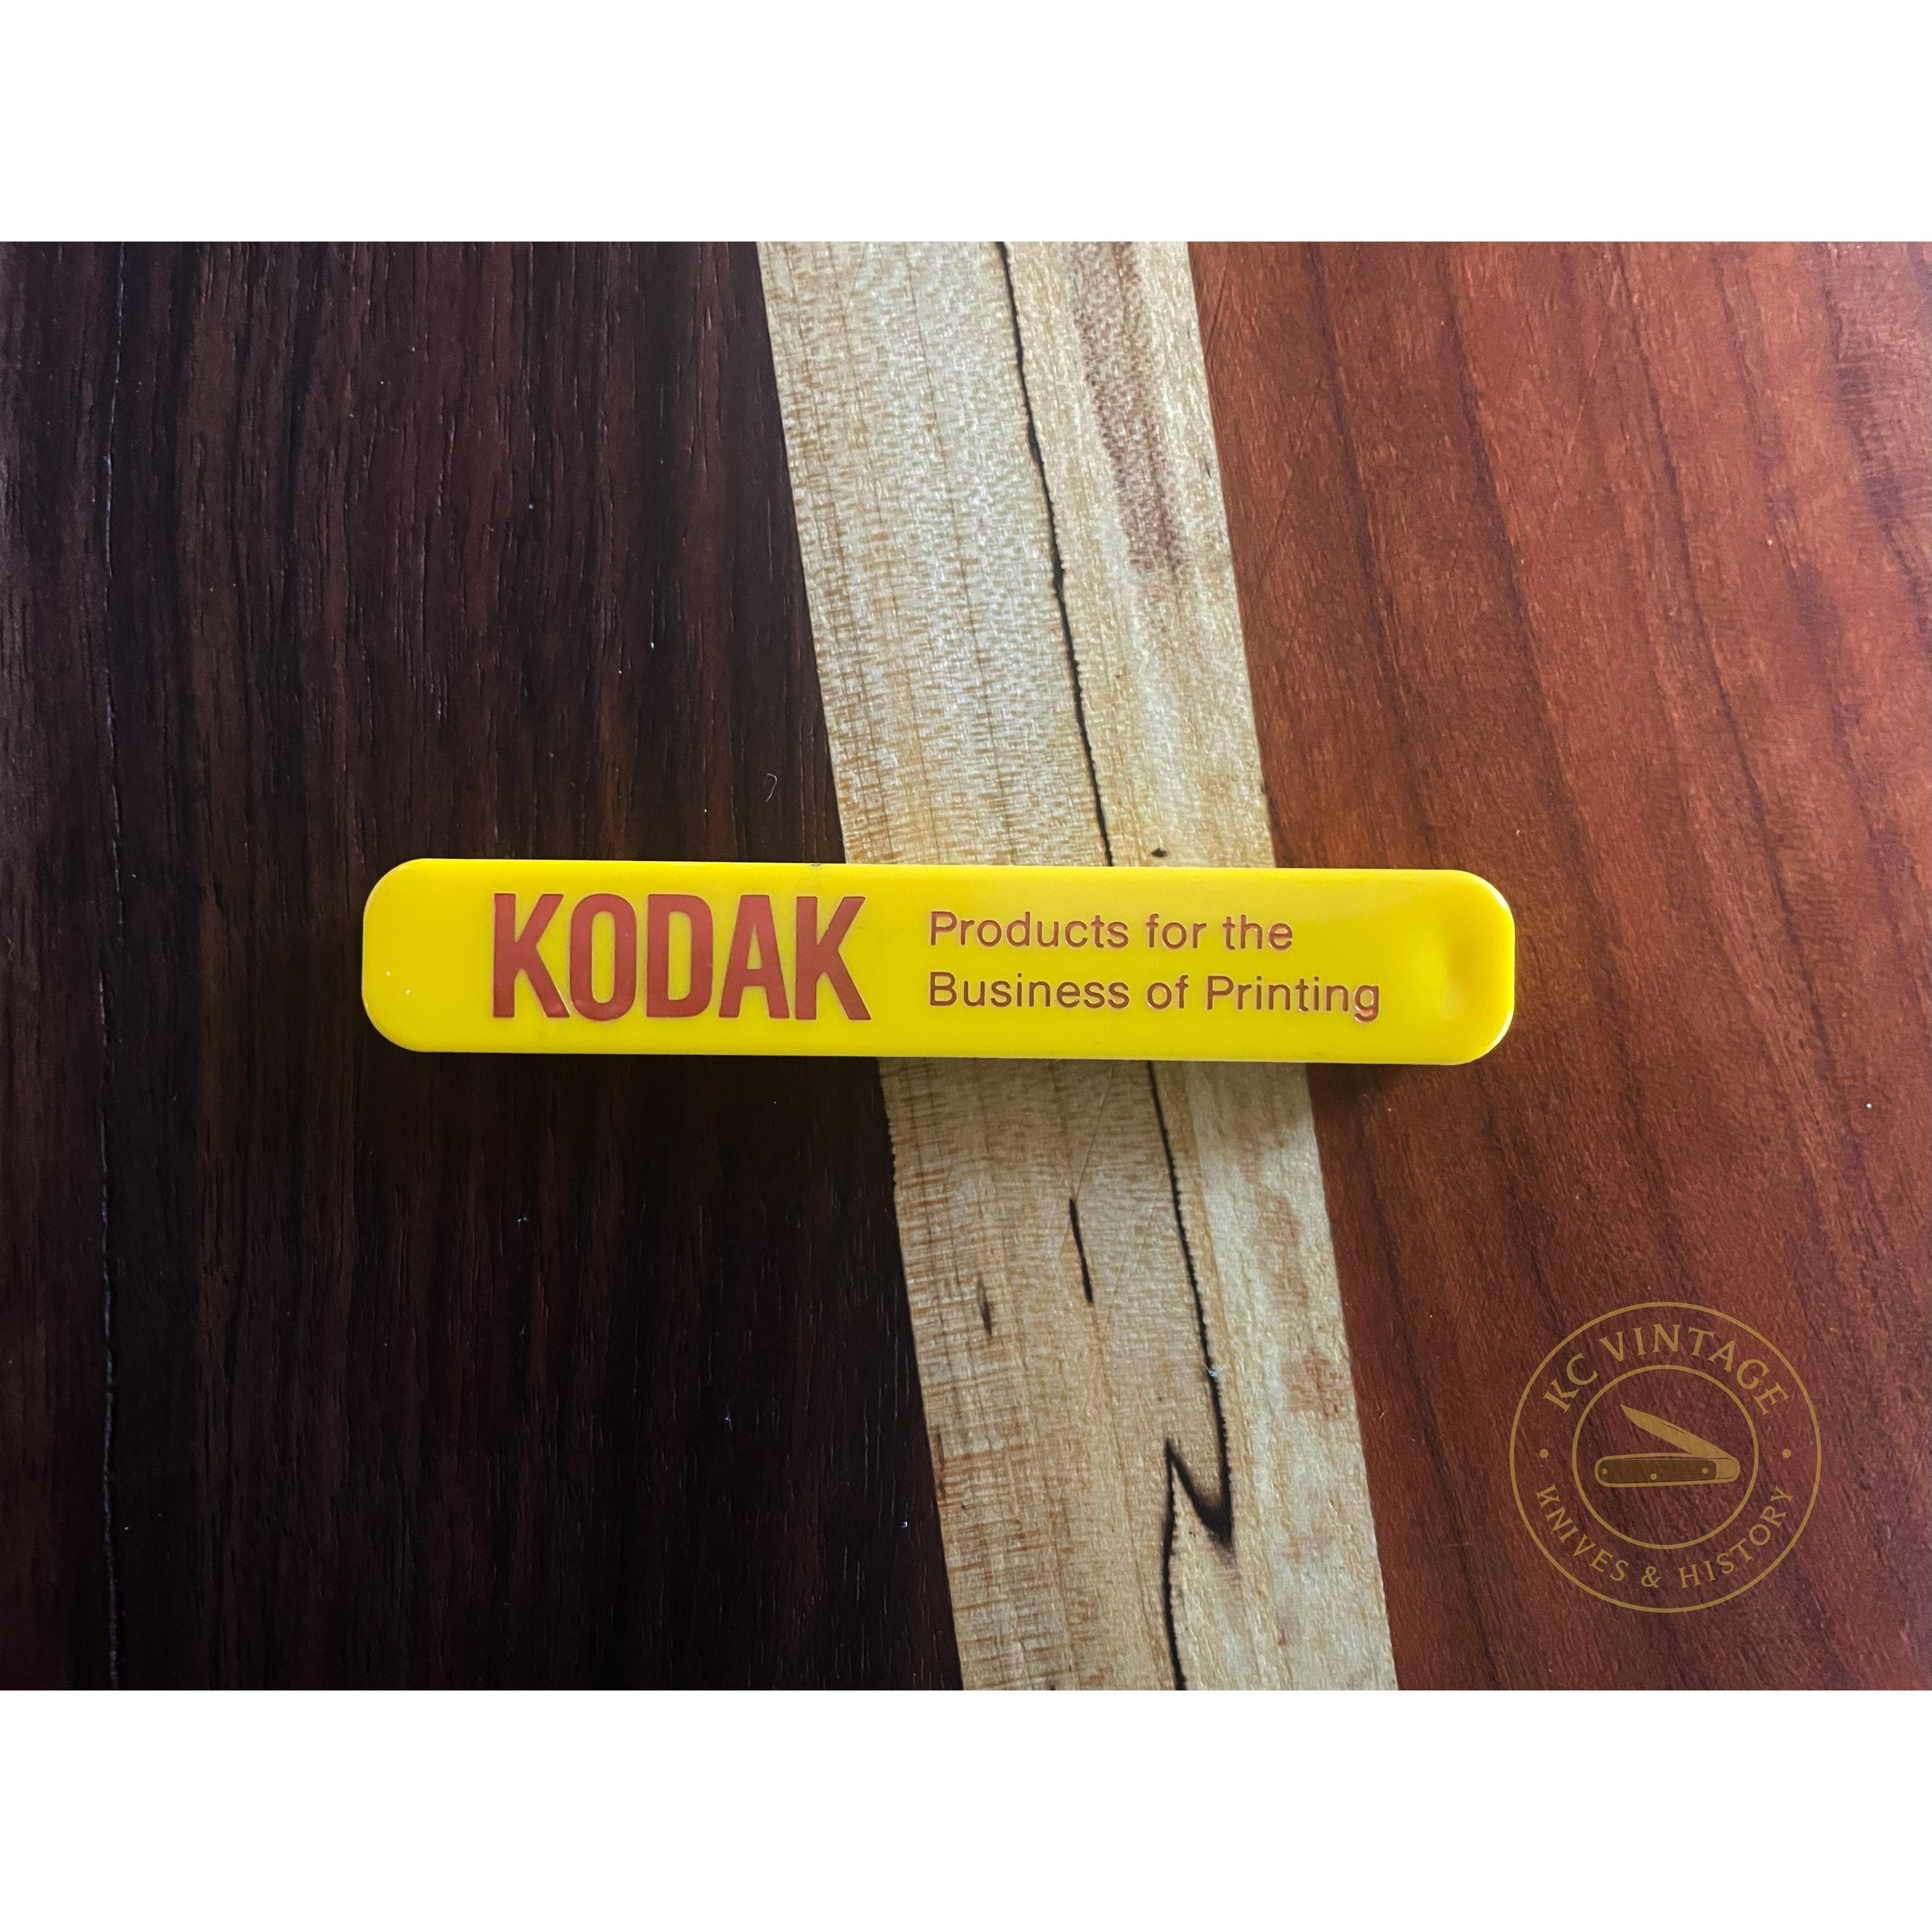 KODAK
Products for the
Business of Printing
KC VINTAGE
KNIVES & HISTORY